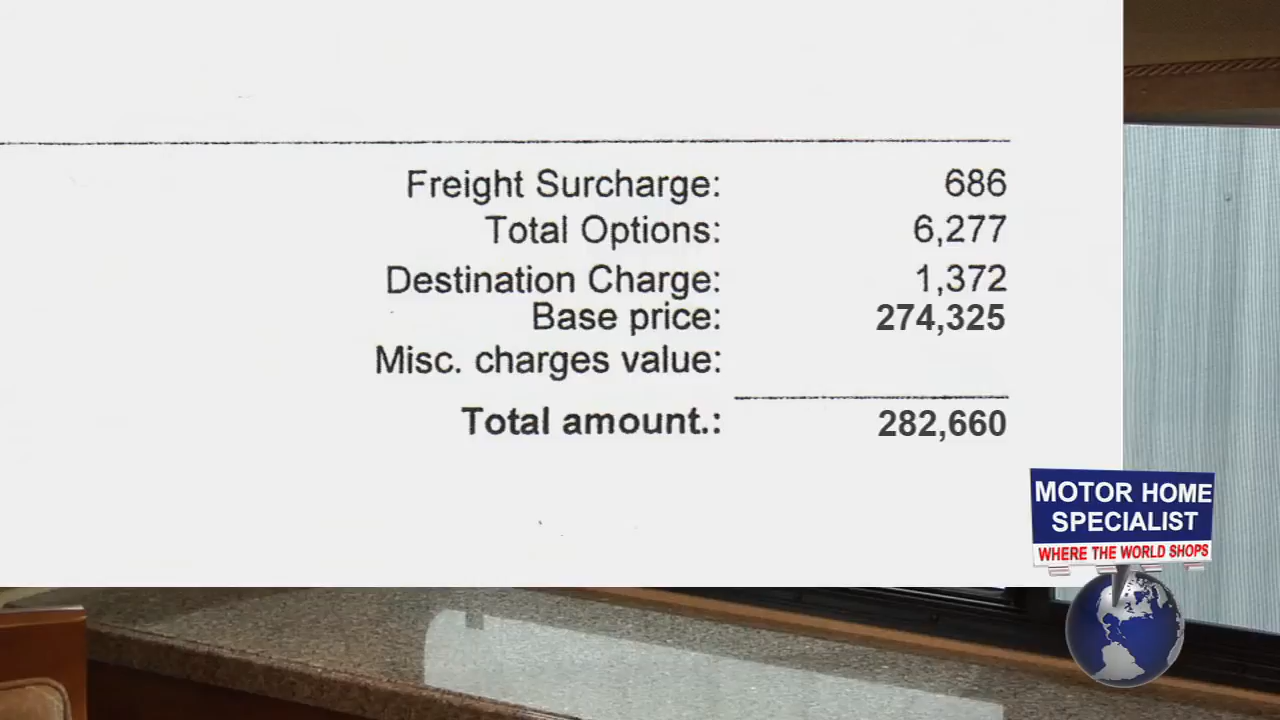 Freight Surcharge: 686
Total Options: 6,277
Destination Charge: 1,372
Base price: 274,325
Misc. charges value:
Total amount.: 282,660
MOTOR HOME
SPECIALIST
WHERE THE WORLD SHOPS